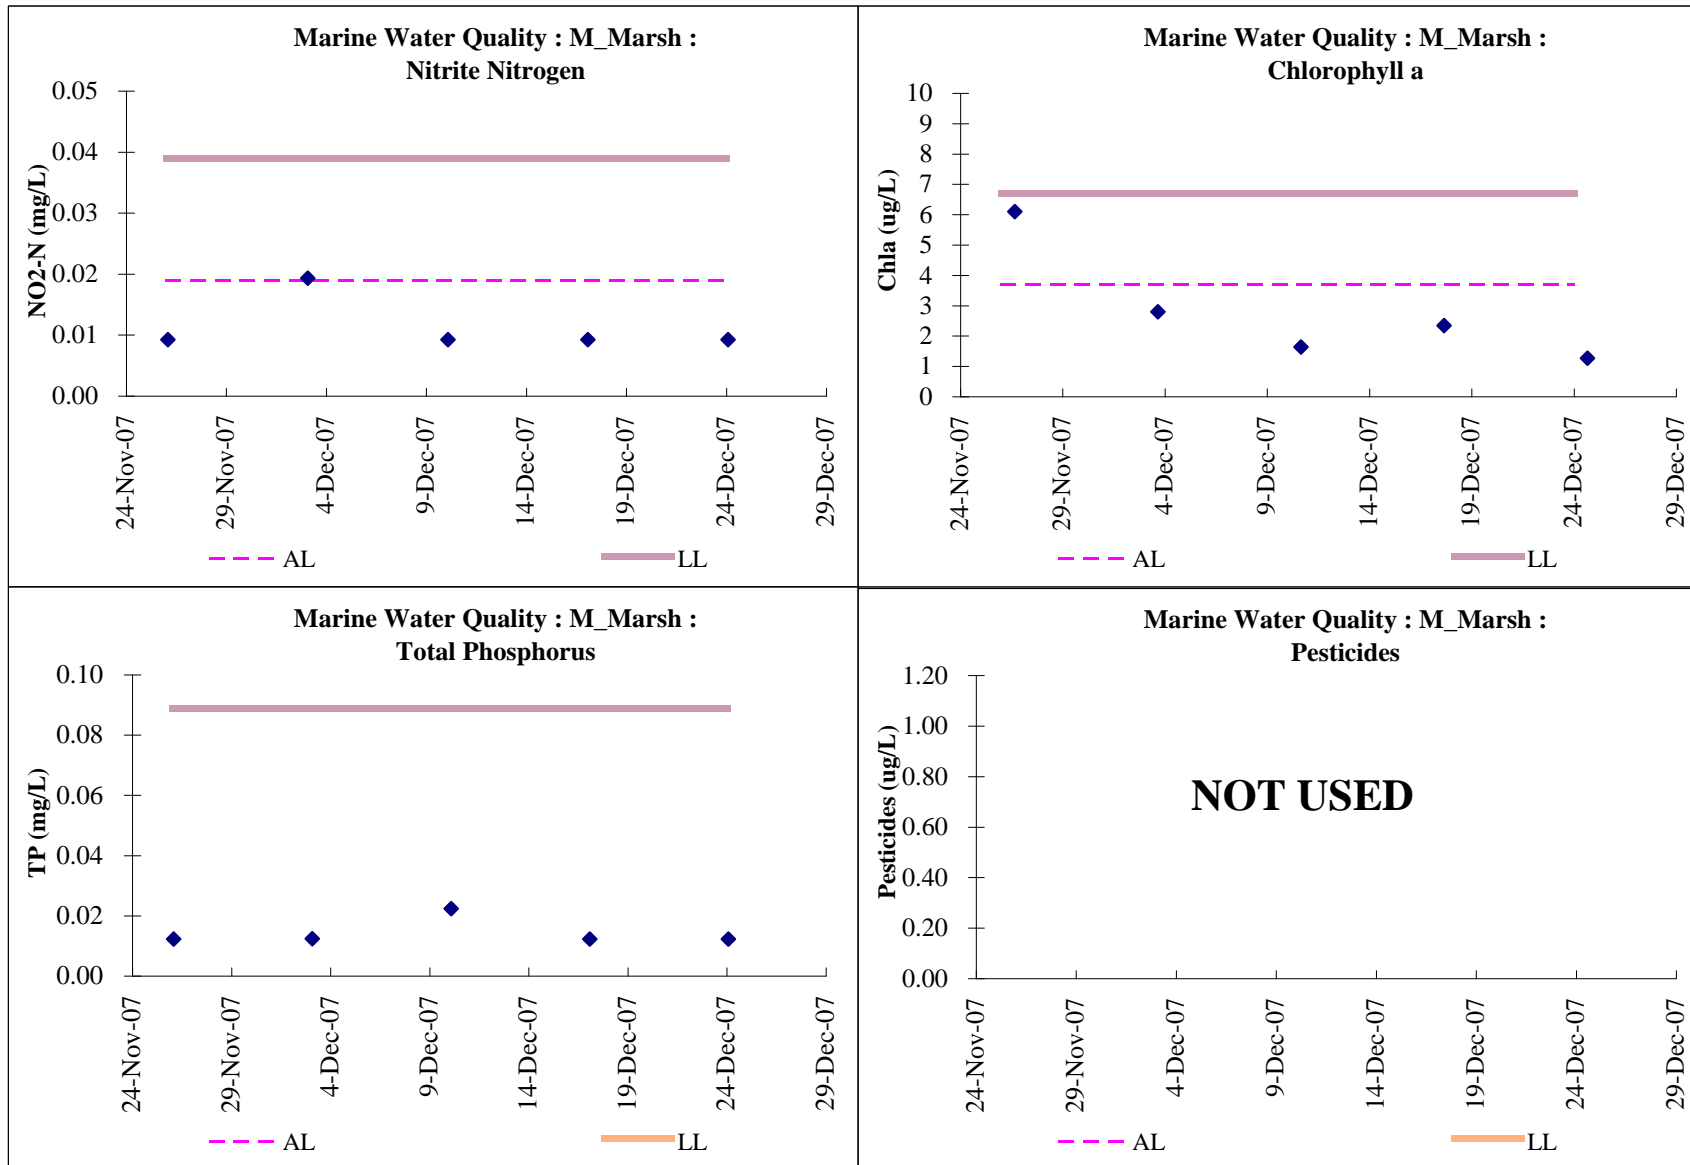 Marine Water Quality : M_Marsh :
Nitrite Nitrogen
0.05
0.04
0.03
0.02
0.01
0.00
NO2-N (mg/L)
24-Nov-07
29-Nov-07
4-Dec-07
9-Dec-07
14-Dec-07
19-Dec-07
24-Dec-07
29-Dec-07
AL
LL
Marine Water Quality : M_Marsh :
Chlorophyll a
10
9
8
7
6
5
4
3
2
1
0
Chla (ug/L)
24-Nov-07
29-Nov-07
4-Dec-07
9-Dec-07
14-Dec-07
19-Dec-07
24-Dec-07
29-Dec-07
AL
LL
Marine Water Quality : M_Marsh :
Total Phosphorus
0.10
0.08
0.06
0.04
0.02
0.00
TP (mg/L)
24-Nov-07
29-Nov-07
4-Dec-07
9-Dec-07
14-Dec-07
19-Dec-07
24-Dec-07
29-Dec-07
AL
LL
Marine Water Quality : M_Marsh :
Pesticides
1.20
1.00
0.80
0.60
0.40
0.20
0.00
Pesticides (ug/L)
NOT USED
24-Nov-07
29-Nov-07
4-Dec-07
9-Dec-07
14-Dec-07
19-Dec-07
24-Dec-07
29-Dec-07
AL
LL